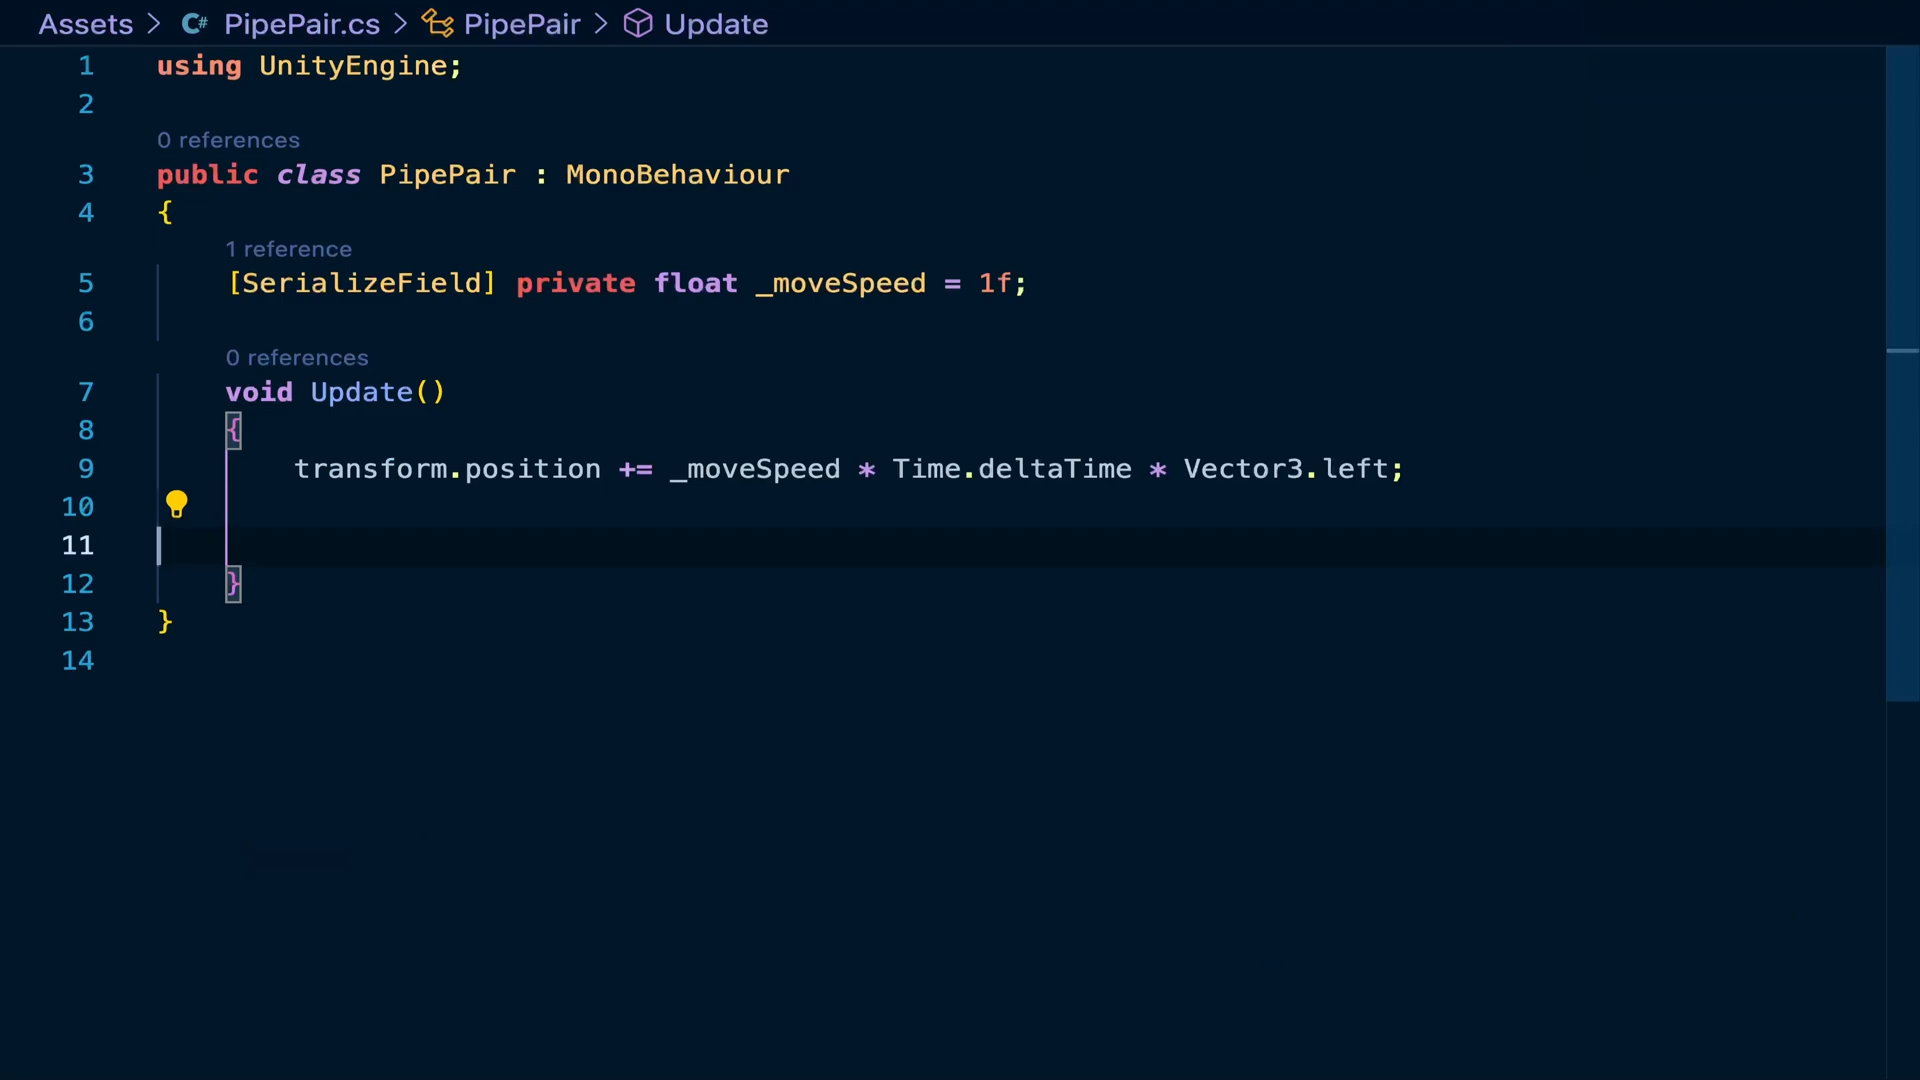 Assets > C# PipePair.cs > PipePair > Update
1 using UnityEngine;
2
0 references
3 public class PipePair : MonoBehaviour
4 {
1 reference
5 [SerializeField] private float _moveSpeed = 1f;
6
0 references
7 void Update()
8 {
9 transform.position += _moveSpeed * Time.deltaTime * Vector3.left;
10
11
12 }
13 }
14